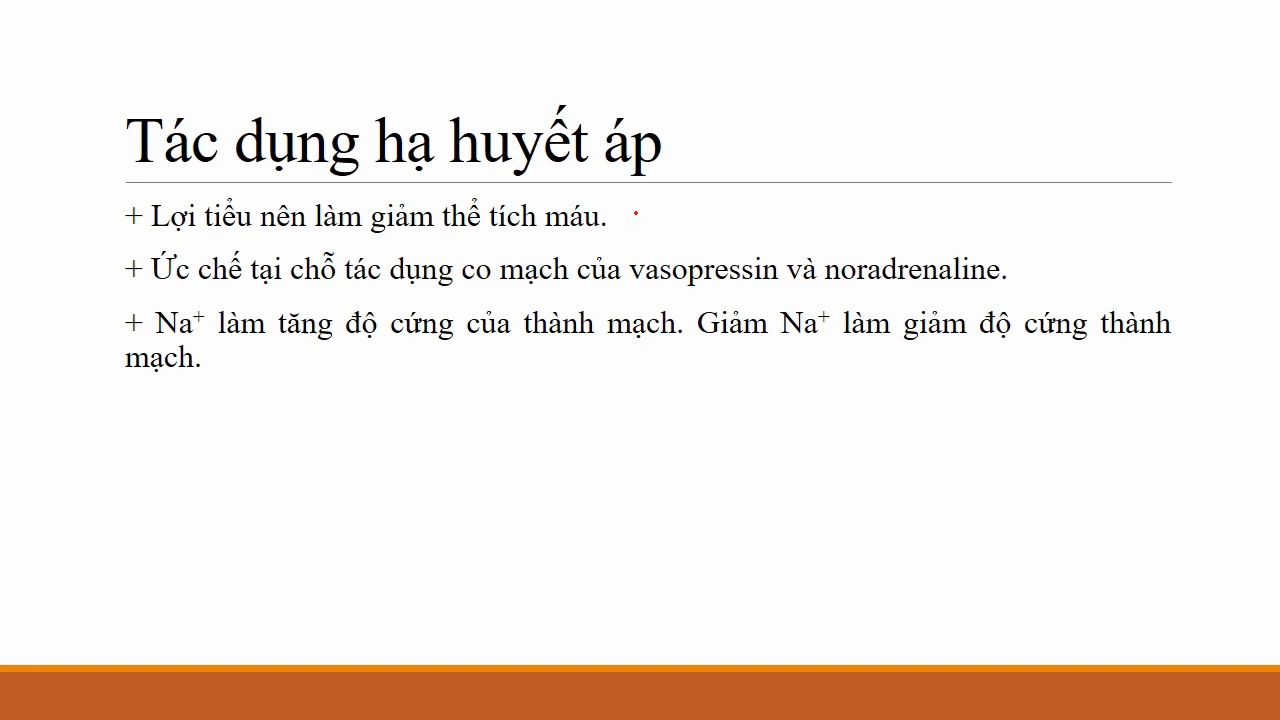 Tác dụng hạ huyết áp
+ Lợi tiểu nên làm giảm thể tích máu.
+ Ức chế tại chỗ tác dụng co mạch của vasopressin và noradrenaline.
+ Na⁺ làm tăng độ cứng của thành mạch. Giảm Na⁺ làm giảm độ cứng thành
mạch.